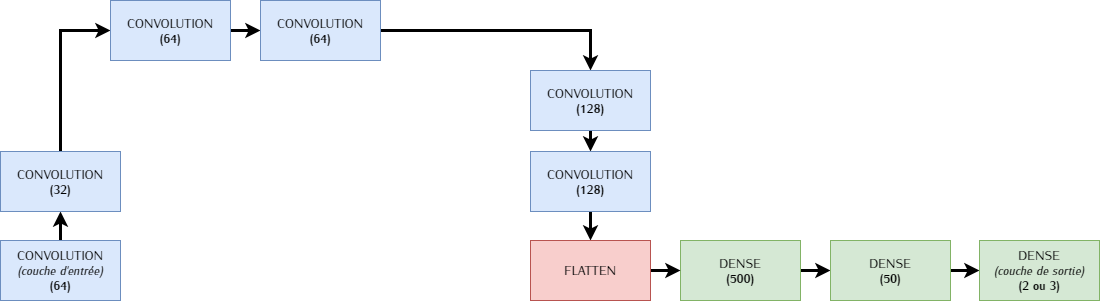 CONVOLUTION
(64)
CONVOLUTION
(64)
CONVOLUTION
(128)
CONVOLUTION
(32)
CONVOLUTION
(128)
CONVOLUTION
(couche d'entrée)
(64)
FLATTEN
DENSE
(500)
DENSE
(50)
DENSE
(couche de sortie)
(2 ou 3)